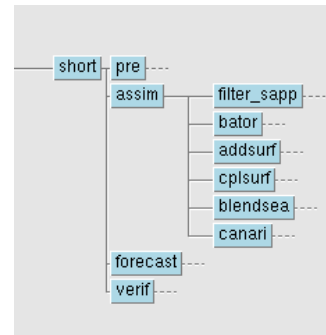 short pre
assim filter_sapp
bator
addsurf
cplsurf
blendsea
canari
forecast
verif